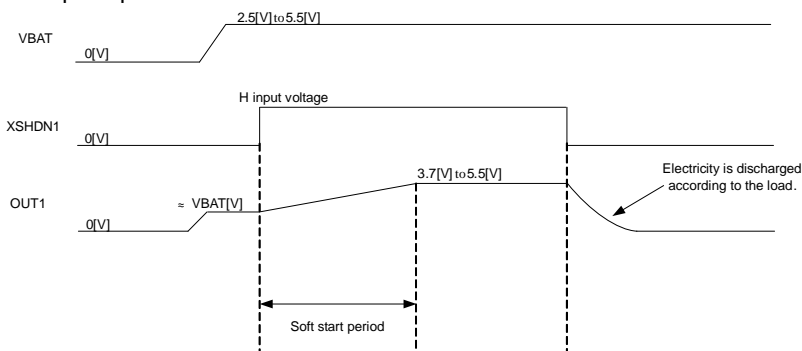 2.5[V] to 5.5[V]
VBAT
0[V]
H input voltage
XSHDN1
0[V]
3.7[V] to 5.5[V]
Electricity is discharged
according to the load.
OUT1
≈ VBAT[V]
0[V]
Soft start period